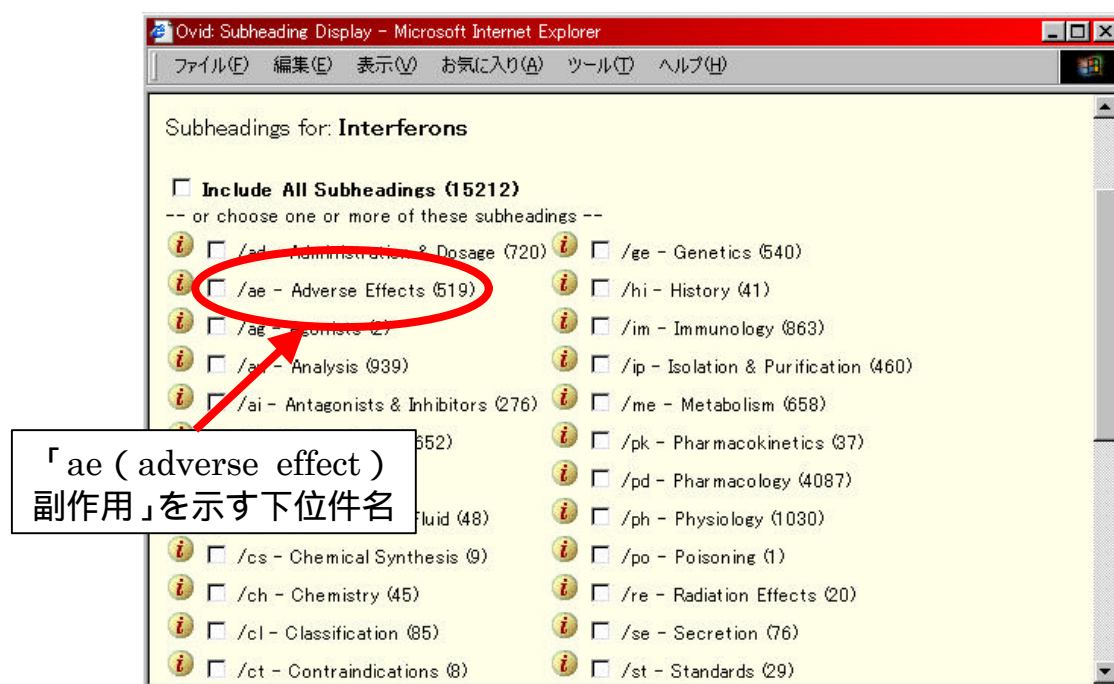 Ovid: Subheading Display - Microsoft Internet Explorer
ファイル(F) 編集(E) 表示(V) お気に入り(A) ツール(T) ヘルプ(H)
Subheadings for: Interferons
Include All Subheadings (15212)
-- or choose one or more of these subheadings --
/ad - Administration & Dosage (720)
/ae - Adverse Effects (519)
/ag - Agonists (2)
/an - Analysis (939)
/ai - Antagonists & Inhibitors (276)
652)
Fluid (48)
/cs - Chemical Synthesis (9)
/ch - Chemistry (45)
/cl - Classification (85)
/ct - Contraindications (8)
/ge - Genetics (540)
/hi - History (41)
/im - Immunology (863)
/ip - Isolation & Purification (460)
/me - Metabolism (658)
/pk - Pharmacokinetics (37)
/pd - Pharmacology (4087)
/ph - Physiology (1030)
/po - Poisoning (1)
/re - Radiation Effects (20)
/se - Secretion (76)
/st - Standards (29)
「ae(adverse effect)
副作用」を示す下位件名